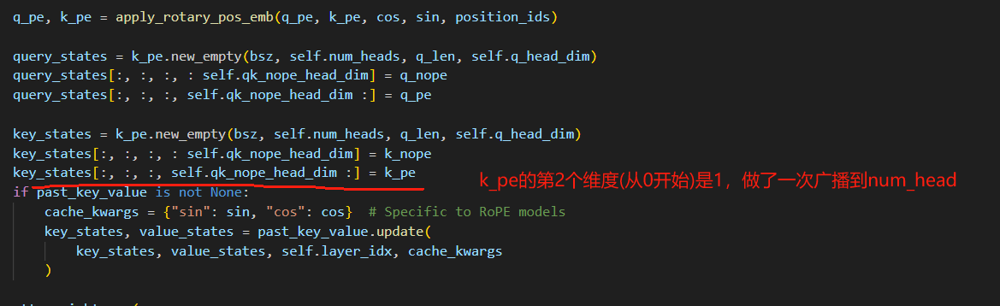 q_pe, k_pe = apply_rotary_pos_emb(q_pe, k_pe, cos, sin, position_ids)
query_states = k_pe.new_empty(bsz, self.num_heads, q_len, self.q_head_dim)
query_states[:, :, :, : self.qk_nope_head_dim] = q_nope
query_states[:, :, :, self.qk_nope_head_dim :] = q_pe
key_states = k_pe.new_empty(bsz, self.num_heads, q_len, self.q_head_dim)
key_states[:, :, :, : self.qk_nope_head_dim] = k_nope
key_states[:, :, :, self.qk_nope_head_dim :] = k_pe
k_pe的第2个维度(从0开始)是1，做了一次广播到num_head
if past_key_value is not None:
cache_kwargs = {"sin": sin, "cos": cos}  # Specific to RoPE models
key_states, value_states = past_key_value.update(
key_states, value_states, self.layer_idx, cache_kwargs
)